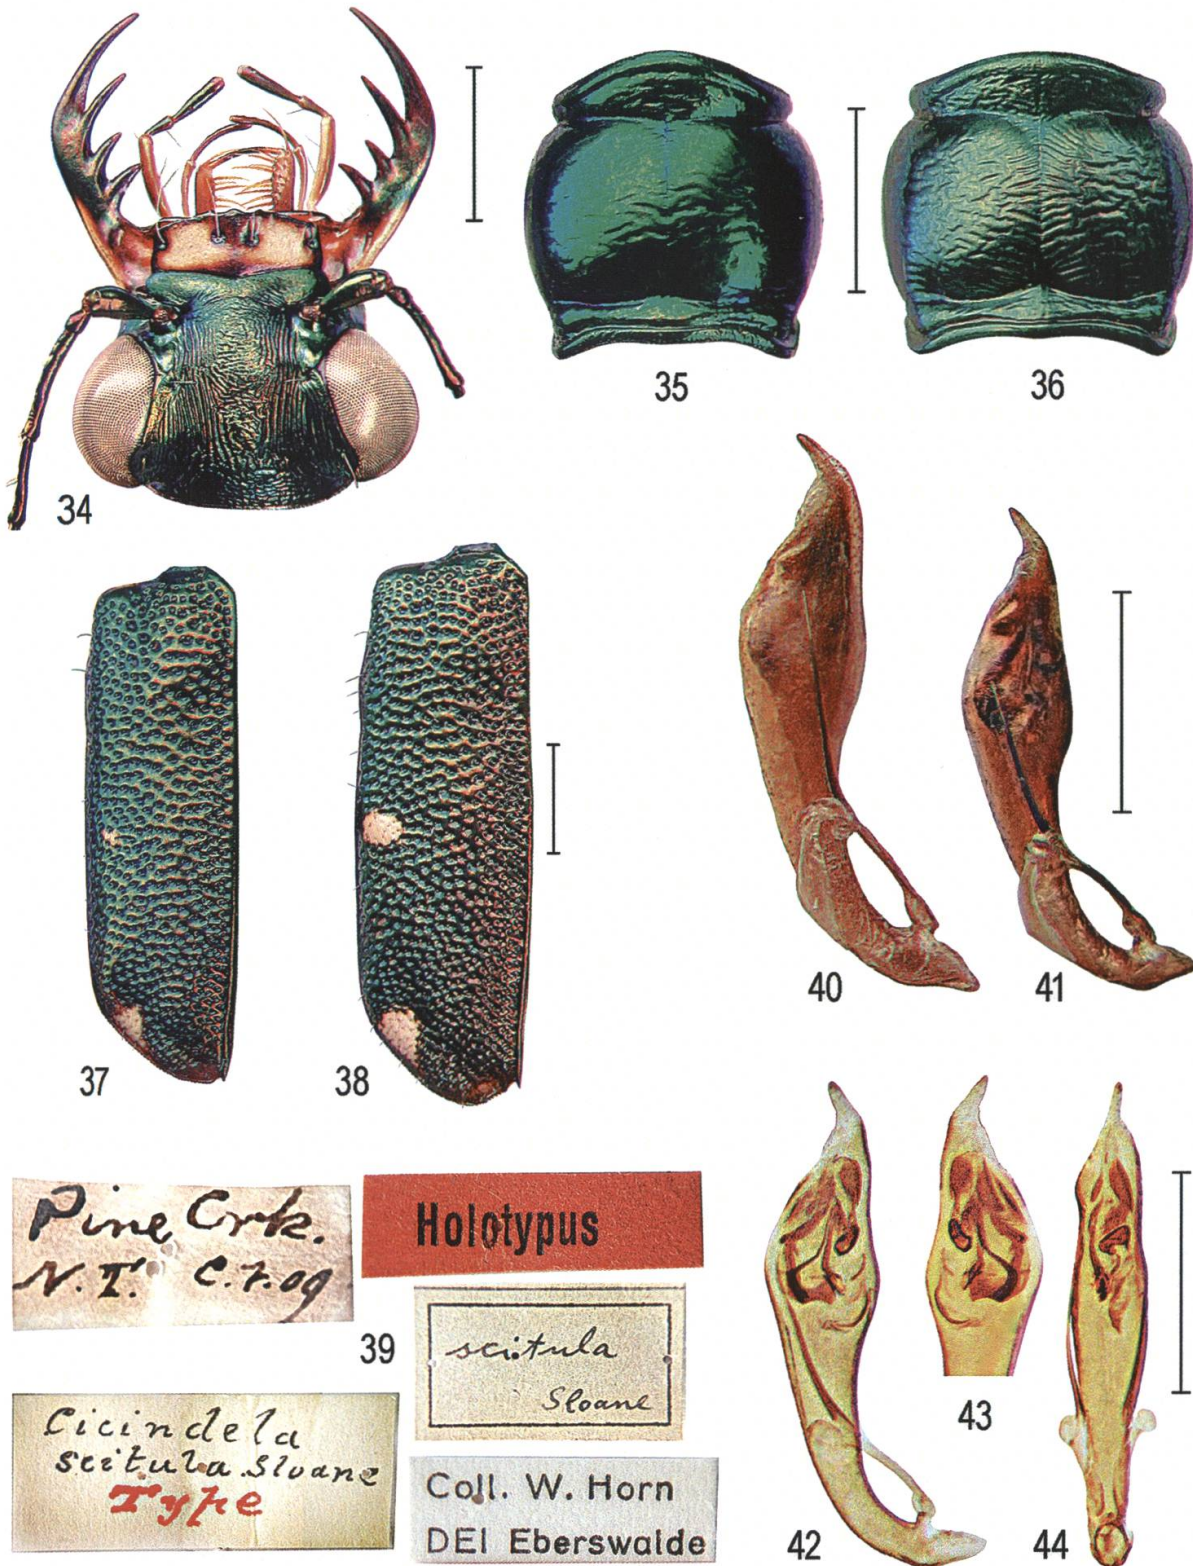 34
35
36
37
38
40
41
Pine Crk.
N.T. C.7.09
Holotypus
39
scitula
Sloane
Cicindela
scitula Sloane
Type
Coll. W. Horn
DEI Eberswalde
42
43
44